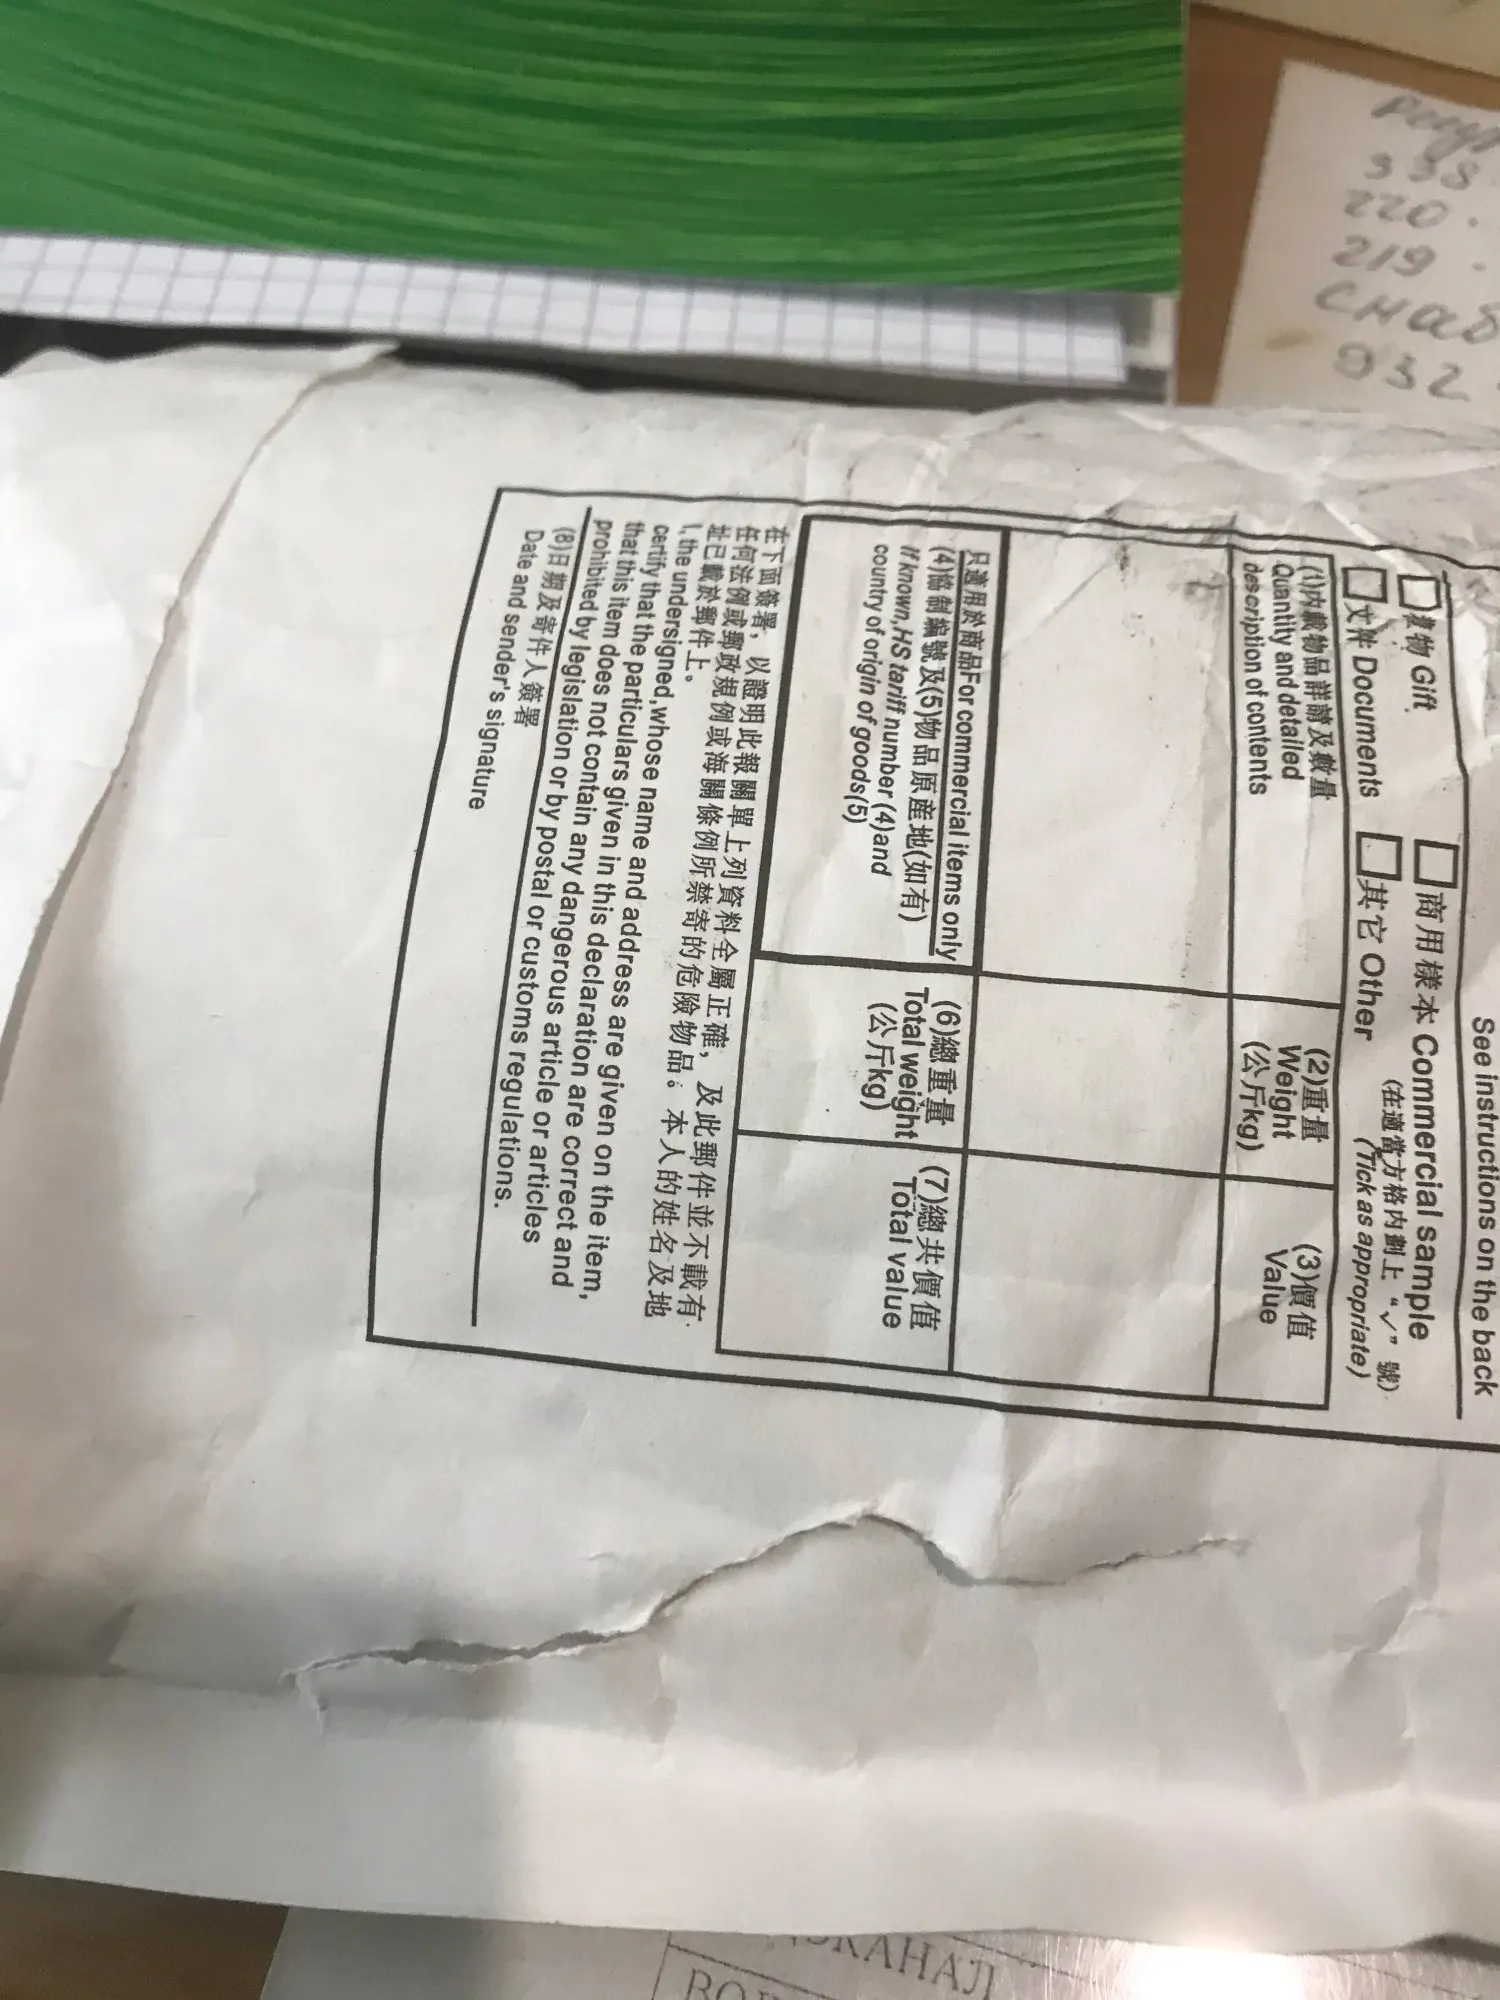 See instructions on the back
物 Gift
商用樣本 Commercial sample
文件 Documents
其它 Other
(在適當方格內劃上“✓”號)
(Tick as appropriate)
(1)內載物品詳請及數量
Quantity and detailed
description of contents
(2)重量
Weight
(公斤kg)
(3)價值
Value
只適用於商品For commercial items only
(4)協制編號及(5)物品原産地(如有)
If known,HS tariff number (4)and
country of origin of goods(5)
(6)總重量
Total weight
(公斤kg)
(7)總共價值
Total value
在下面簽署，以證明此報關單上列資料全屬正確，及此郵件並不載有
任何法例或郵政規例或海關條例所禁寄的危險物品。本人的姓名及地
址已載於郵件上。
I, the undersigned,whose name and address are given on the item,
certify that the particulars given in this declaration are correct and
that this item does not contain any dangerous article or articles
prohibited by legislation or by postal or customs regulations.
(8)日期及寄件人簽署
Date and sender's signature
220.
219 -
снаб
932